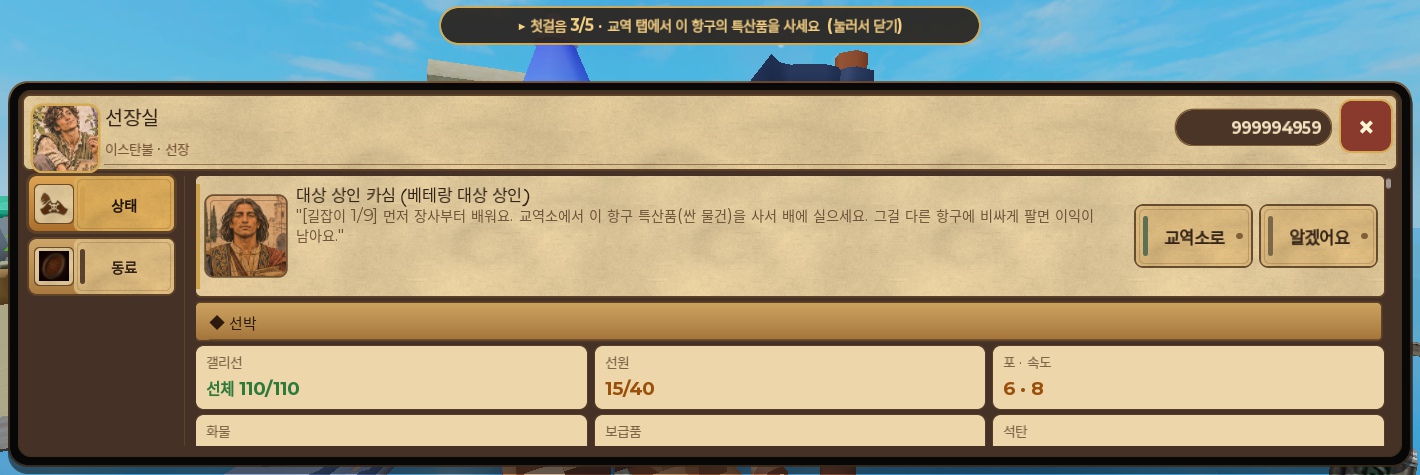 ▸ 첫걸음 3/5 · 교역 탭에서 이 항구의 특산품을 사세요 (눌러서 닫기)
선장실
이스탄불 · 선장
999994959
×
상태
동료
대상 상인 카심 (베테랑 대상 상인)
"[길잡이 1/9] 먼저 장사부터 배워요. 교역소에서 이 항구 특산품(싼 물건)을 사서 배에 실으세요. 그걸 다른 항구에 비싸게 팔면 이익이
남아요."
교역소로
알겠어요
◆ 선박
갤리선
선체 110/110
선원
15/40
포 · 속도
6 · 8
화물
보급품
석탄